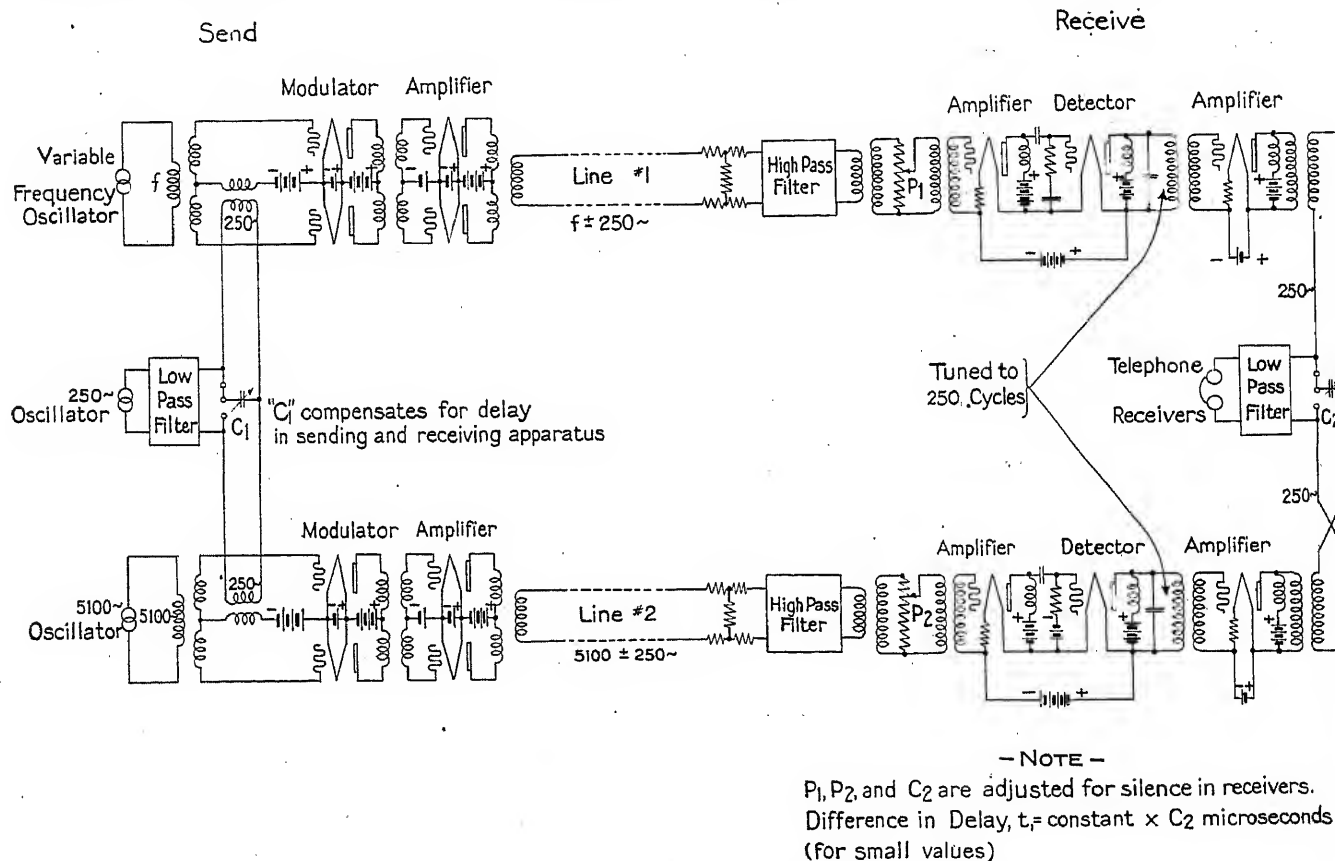 Send
Receive
Modulator Amplifier
Amplifier Detector Amplifier
Variable
Frequency
Oscillator
f
250~
Line #1
f ± 250~
High Pass
Filter
P1
- +
- +
250~
250~
Oscillator
Low
Pass
Filter
C1
"C1" compensates for delay
in sending and receiving apparatus
Tuned to
250 Cycles
Telephone
Receivers
Low
Pass
Filter
C2
250~
Modulator Amplifier
Amplifier Detector Amplifier
5100~
Oscillator
5100
250~
Line #2
5100 ± 250~
High Pass
Filter
P2
- +
- +
- NOTE -
P1, P2, and C2 are adjusted for silence in receivers.
Difference in Delay, t,= constant x C2 microseconds
(for small values)